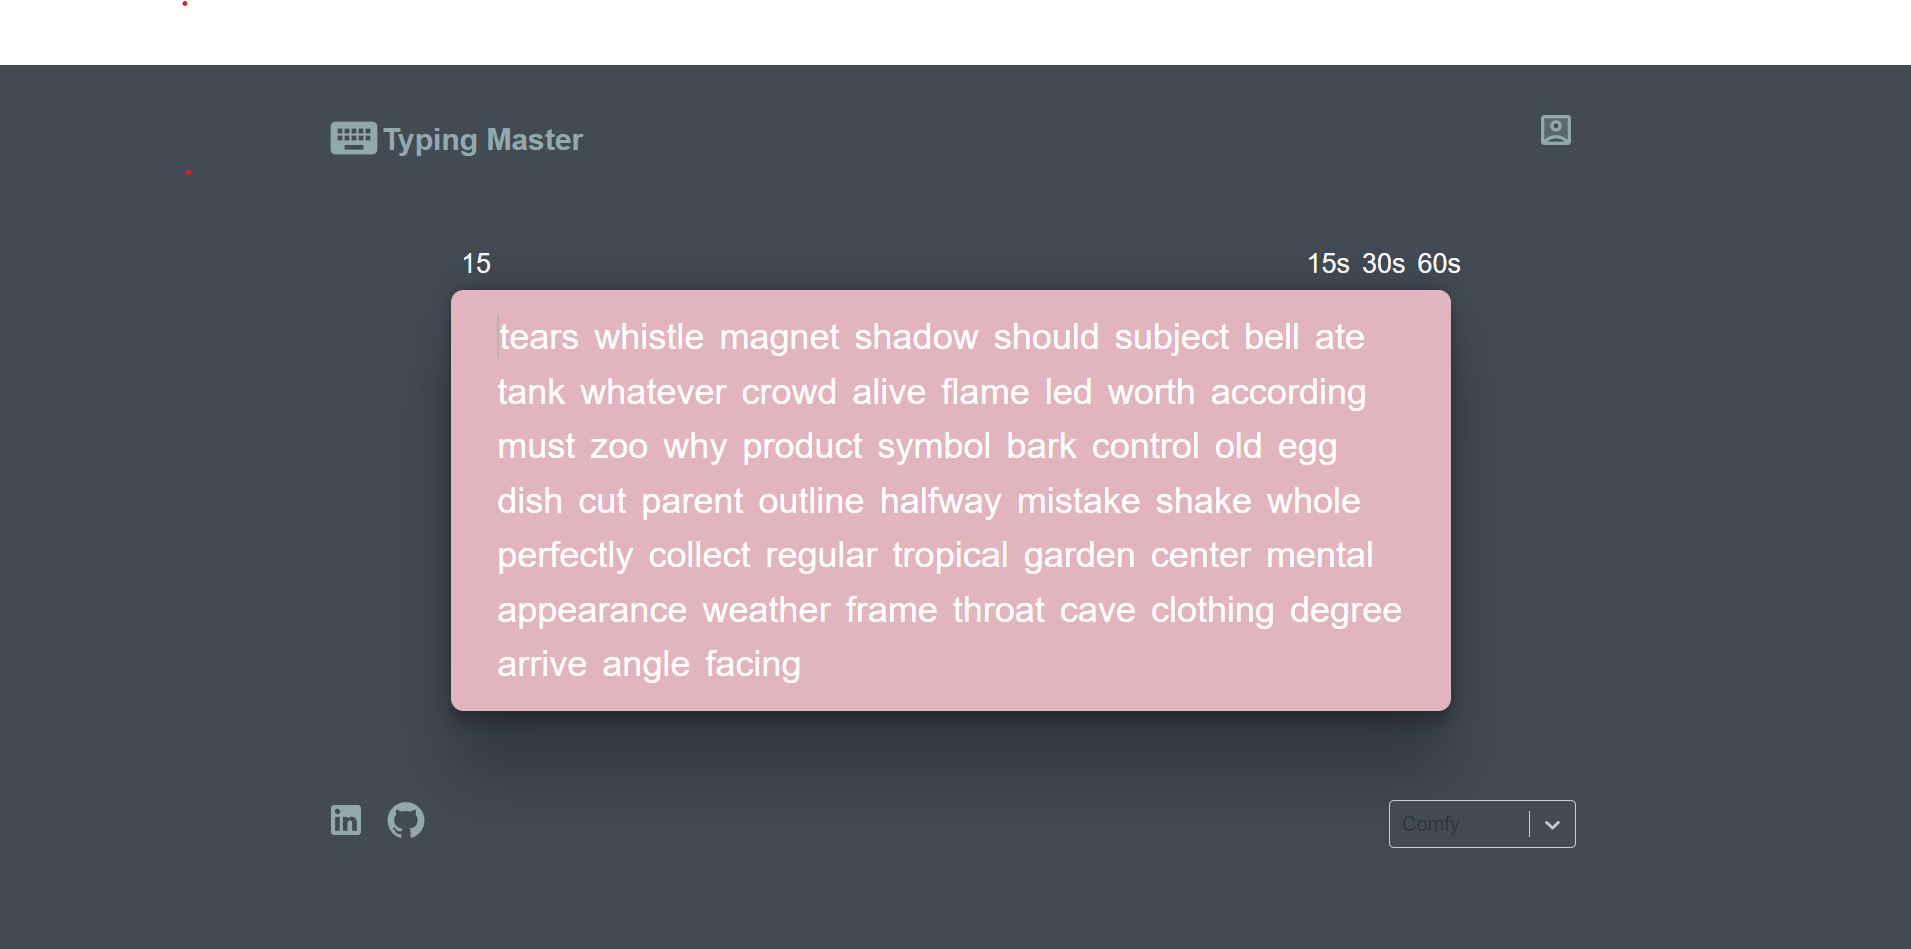 Typing Master
15
15s 30s 60s
tears whistle magnet shadow should subject bell ate
tank whatever crowd alive flame led worth according
must zoo why product symbol bark control old egg
dish cut parent outline halfway mistake shake whole
perfectly collect regular tropical garden center mental
appearance weather frame throat cave clothing degree
arrive angle facing
in
Comfy